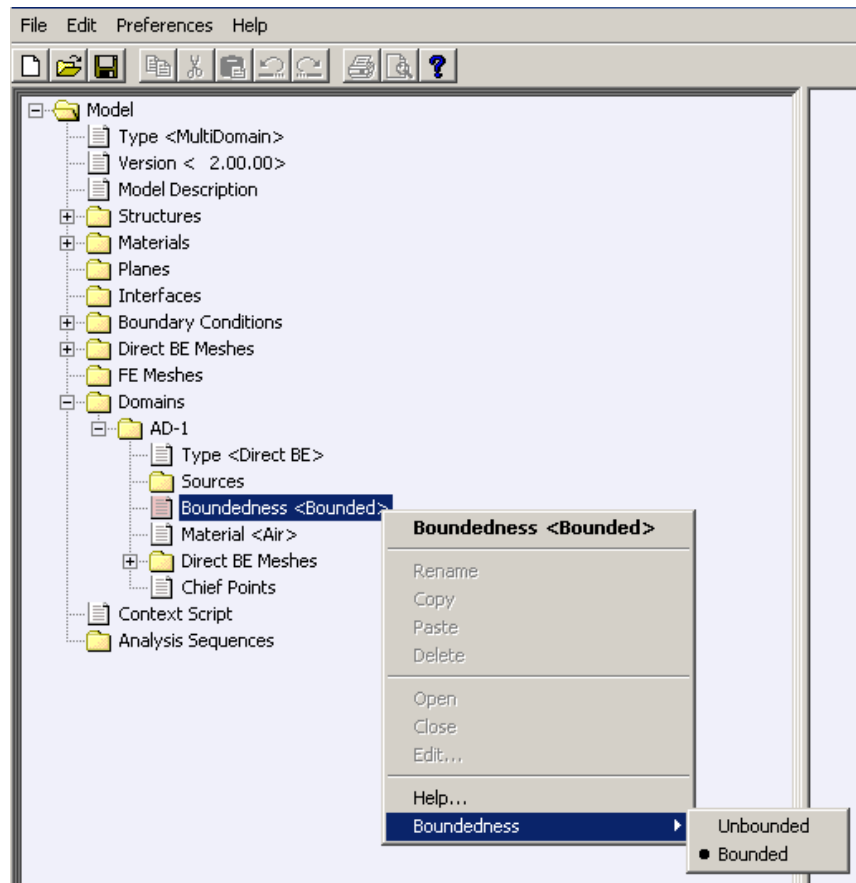 File Edit Preferences Help
?
Model
Type <MultiDomain>
Version <  2.00.00>
Model Description
Structures
Materials
Planes
Interfaces
Boundary Conditions
Direct BE Meshes
FE Meshes
Domains
AD-1
Type <Direct BE>
Sources
Boundedness <Bounded>
Material <Air>
Direct BE Meshes
Chief Points
Context Script
Analysis Sequences
Boundedness <Bounded>
Rename
Copy
Paste
Delete
Open
Close
Edit...
Help...
Boundedness
Unbounded
Bounded